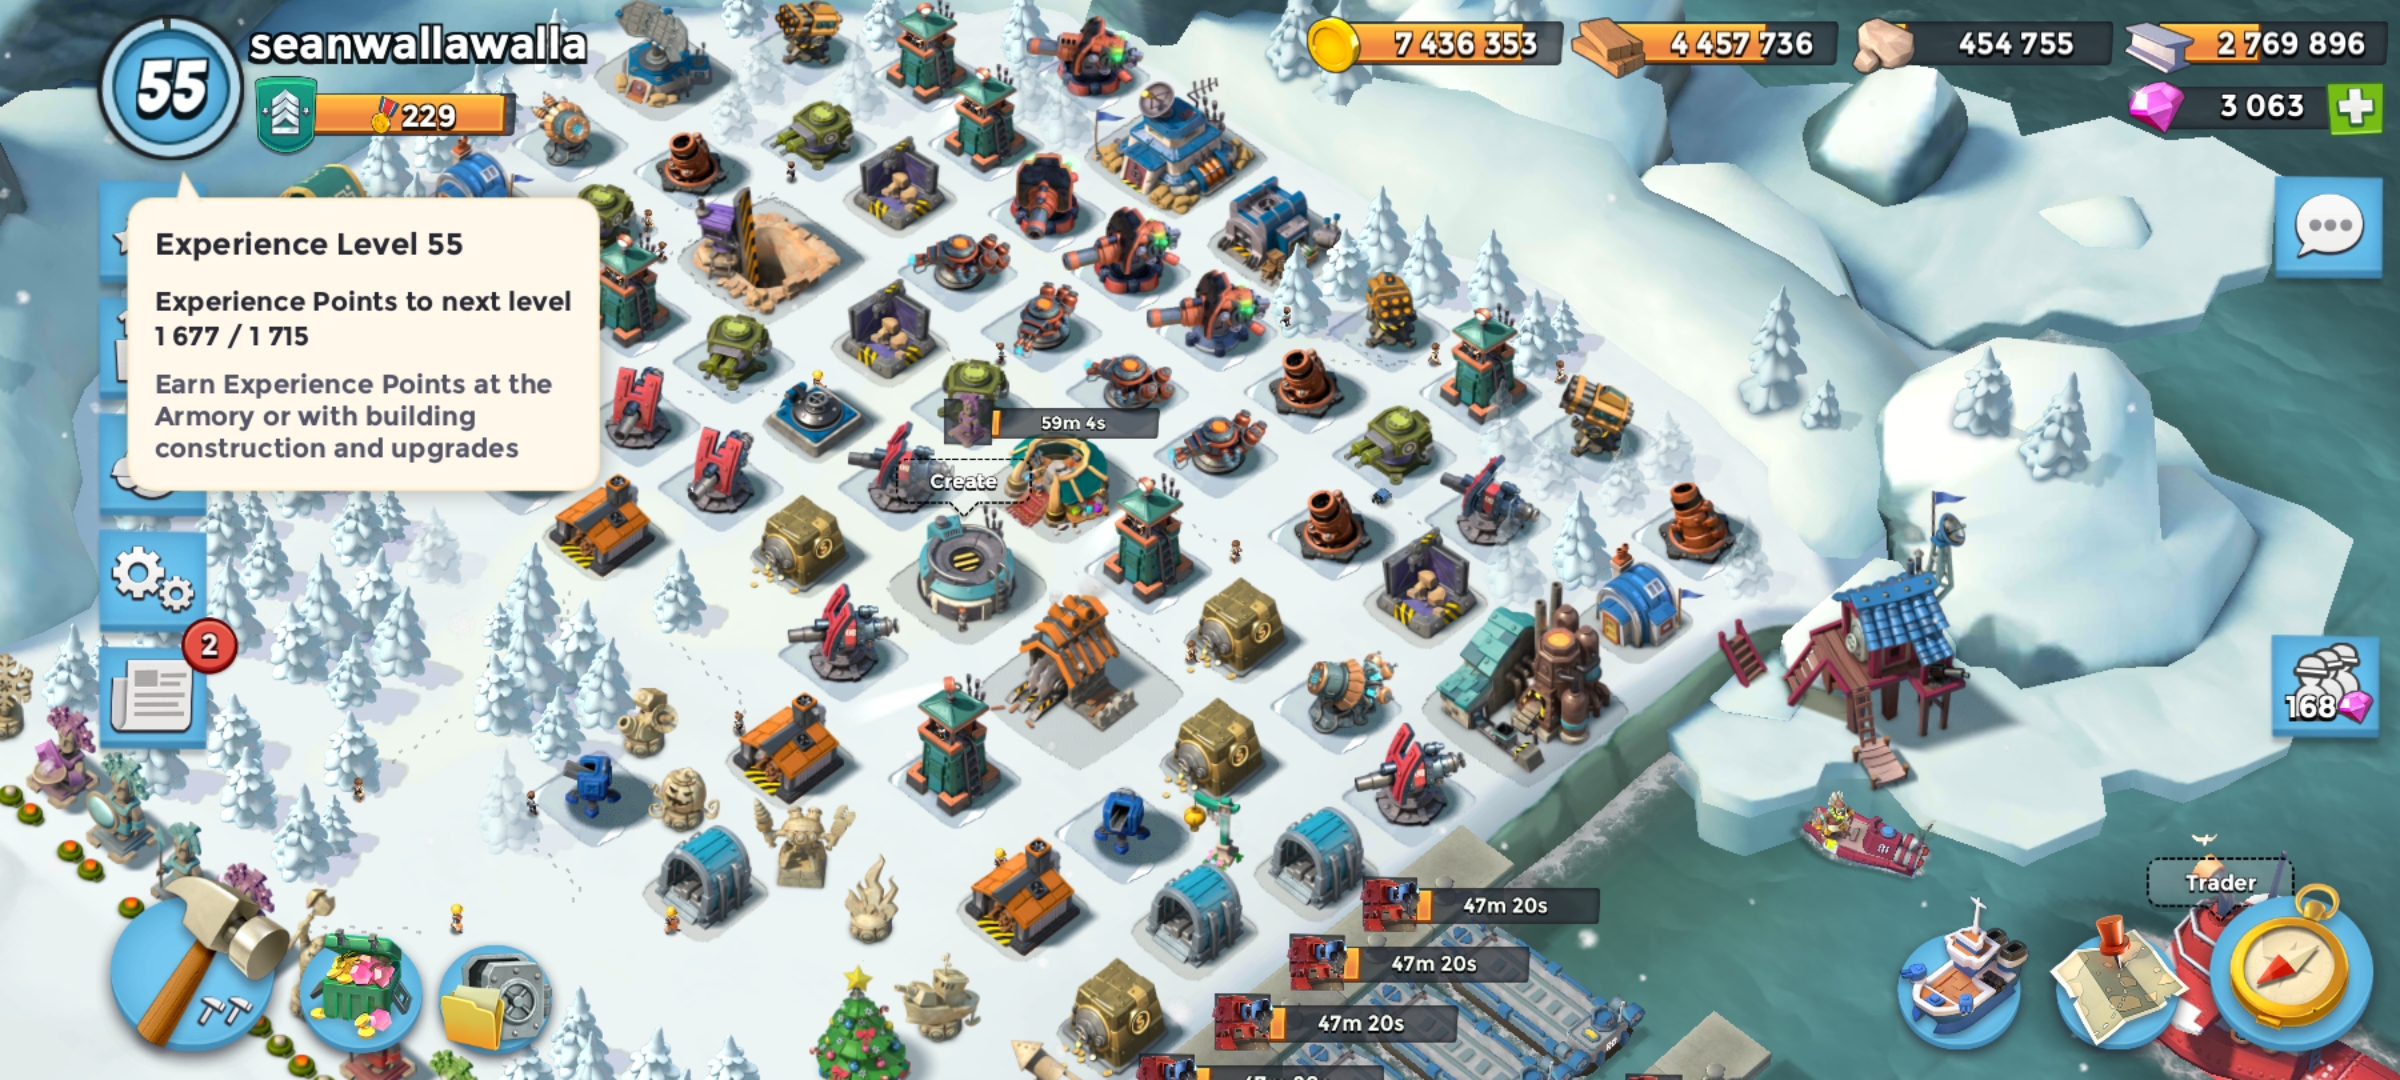 55
seanwallawalla
7 436 353
4 457 736
454 755
2 769 896
229
3 063
Experience Level 55
Experience Points to next level
1 677 / 1 715
Earn Experience Points at the
Armory or with building
construction and upgrades
59m 4s
Create
2
168
Trader
47m 20s
47m 20s
47m 20s